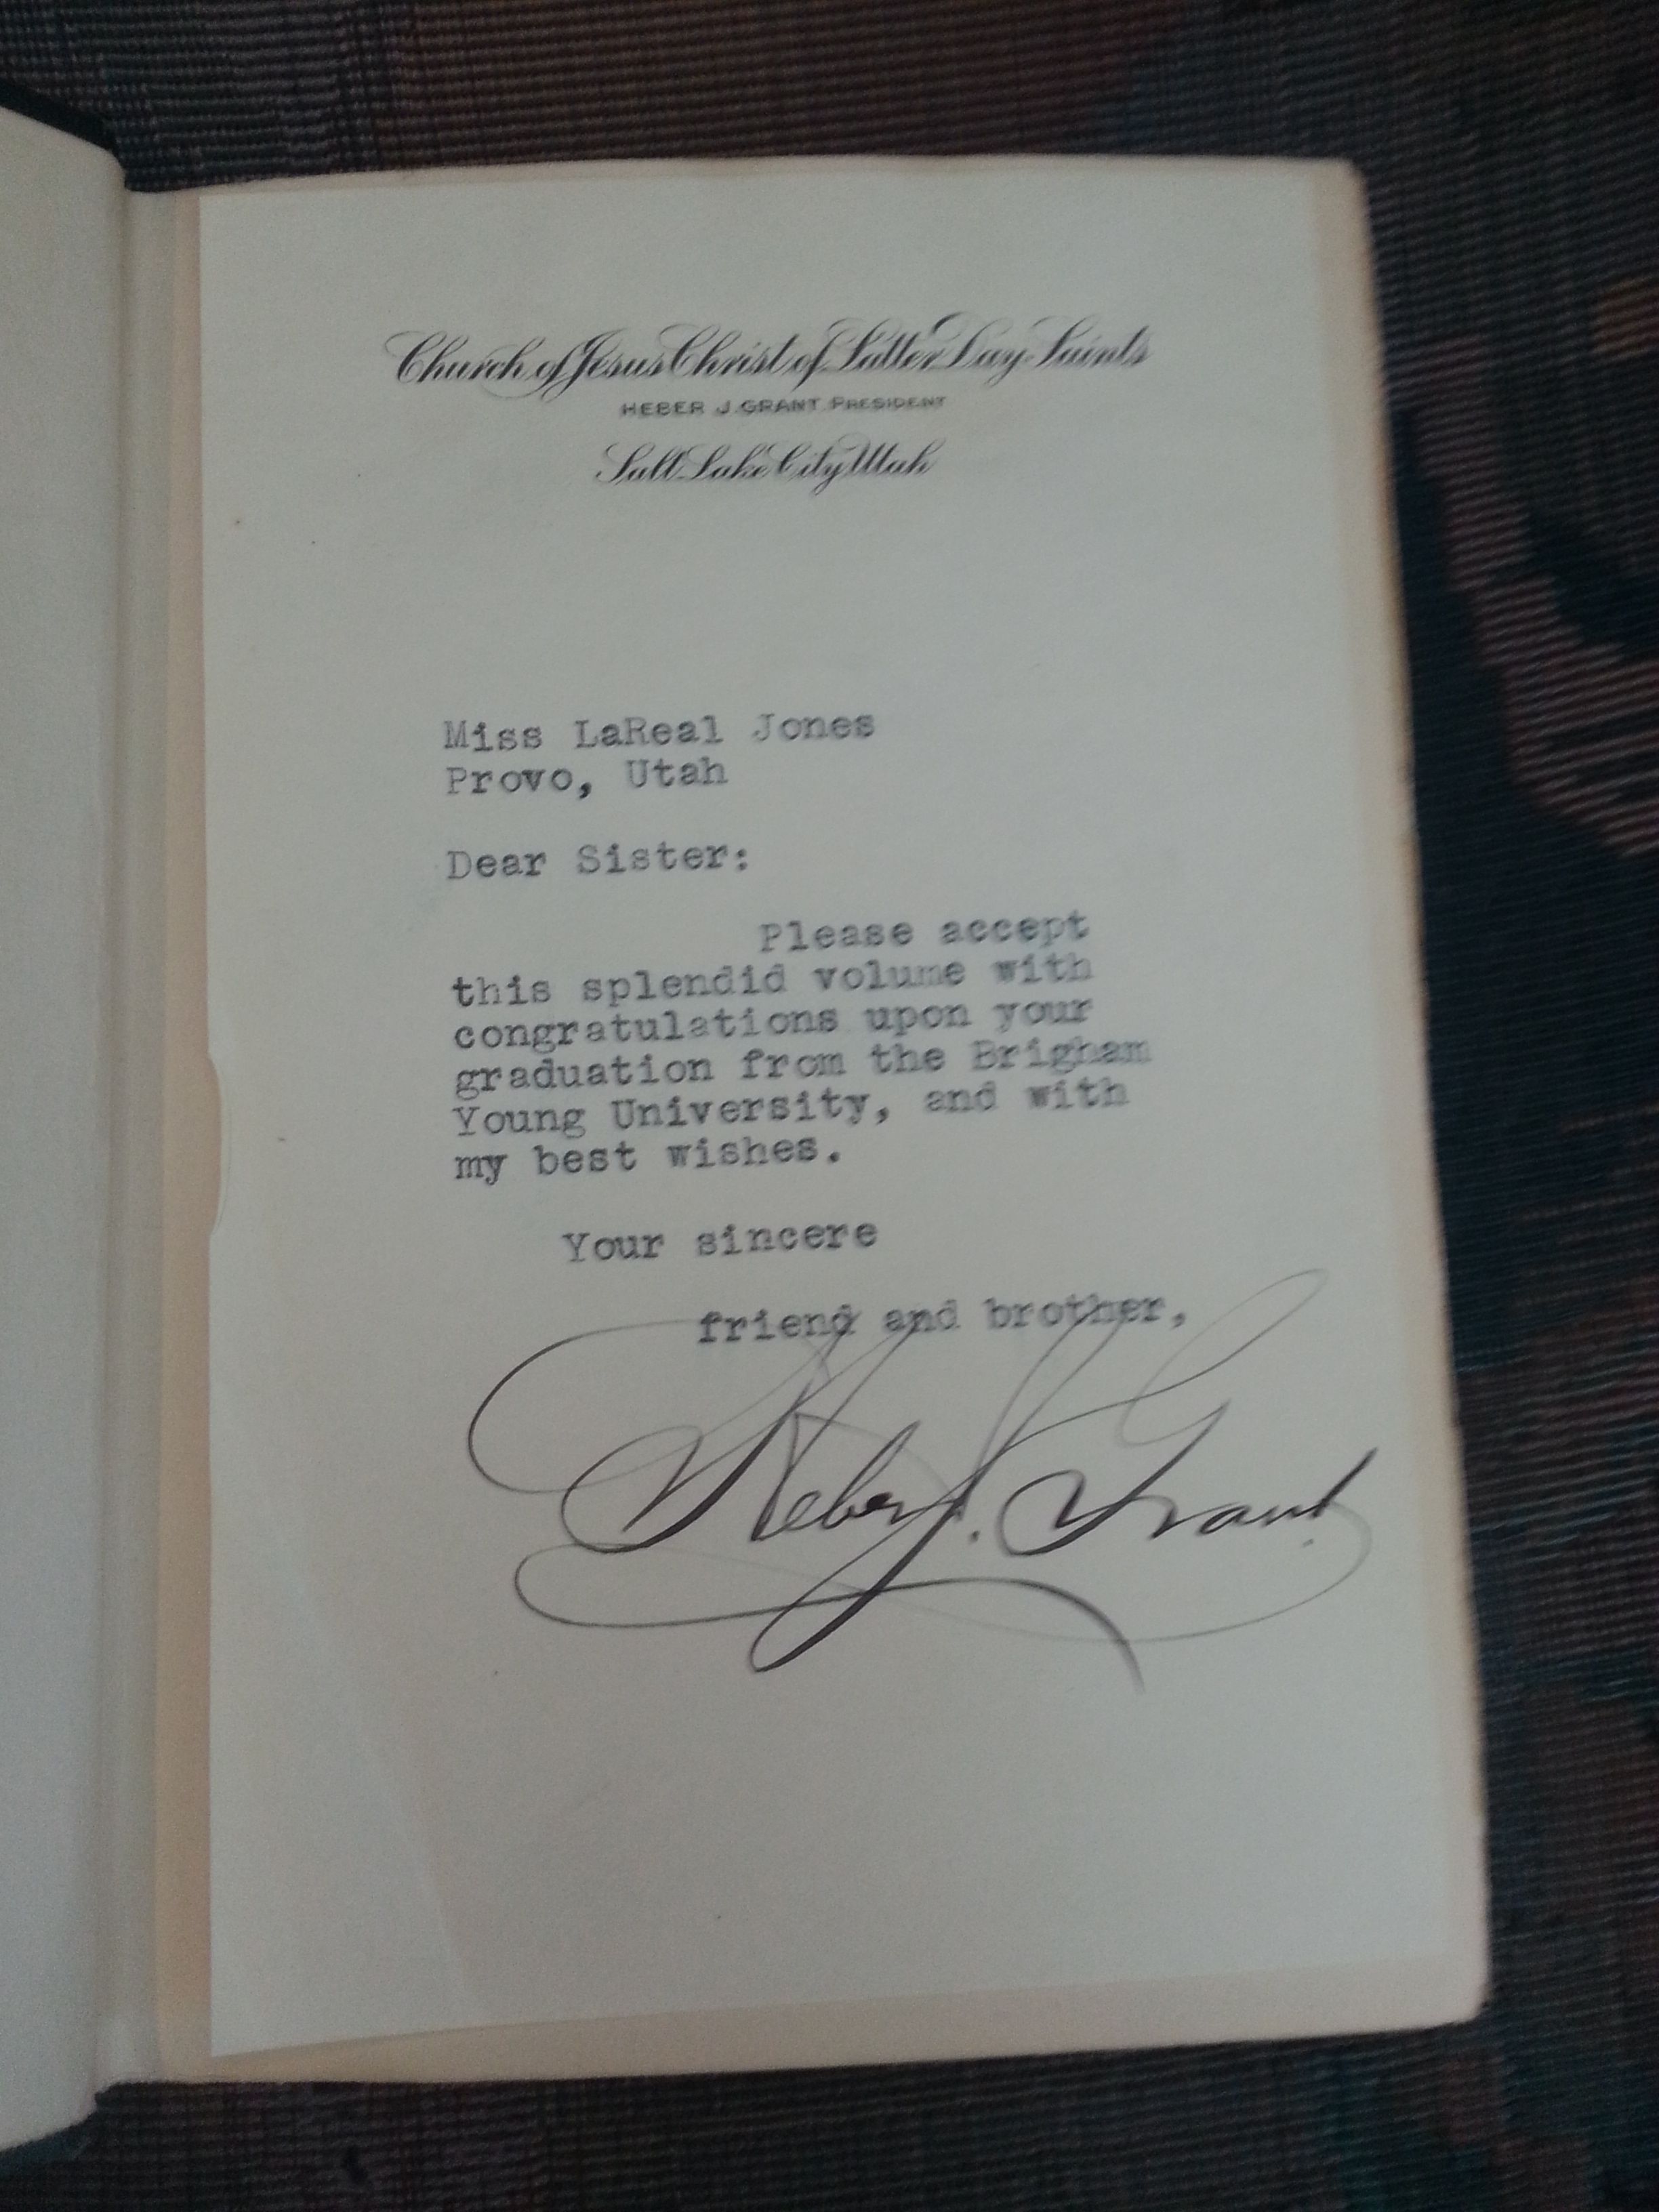 Church of Jesus Christ of Latter Day Saints
HEBER J. GRANT. PRESIDENT
Salt Lake City, Utah
Miss LaReal Jones
Provo, Utah
Dear Sister:
Please accept
this splendid volume with
congratulations upon your
graduation from the Brigham
Young University, and with
my best wishes.
Your sincere
friend and brother,
Heber J. Grant.